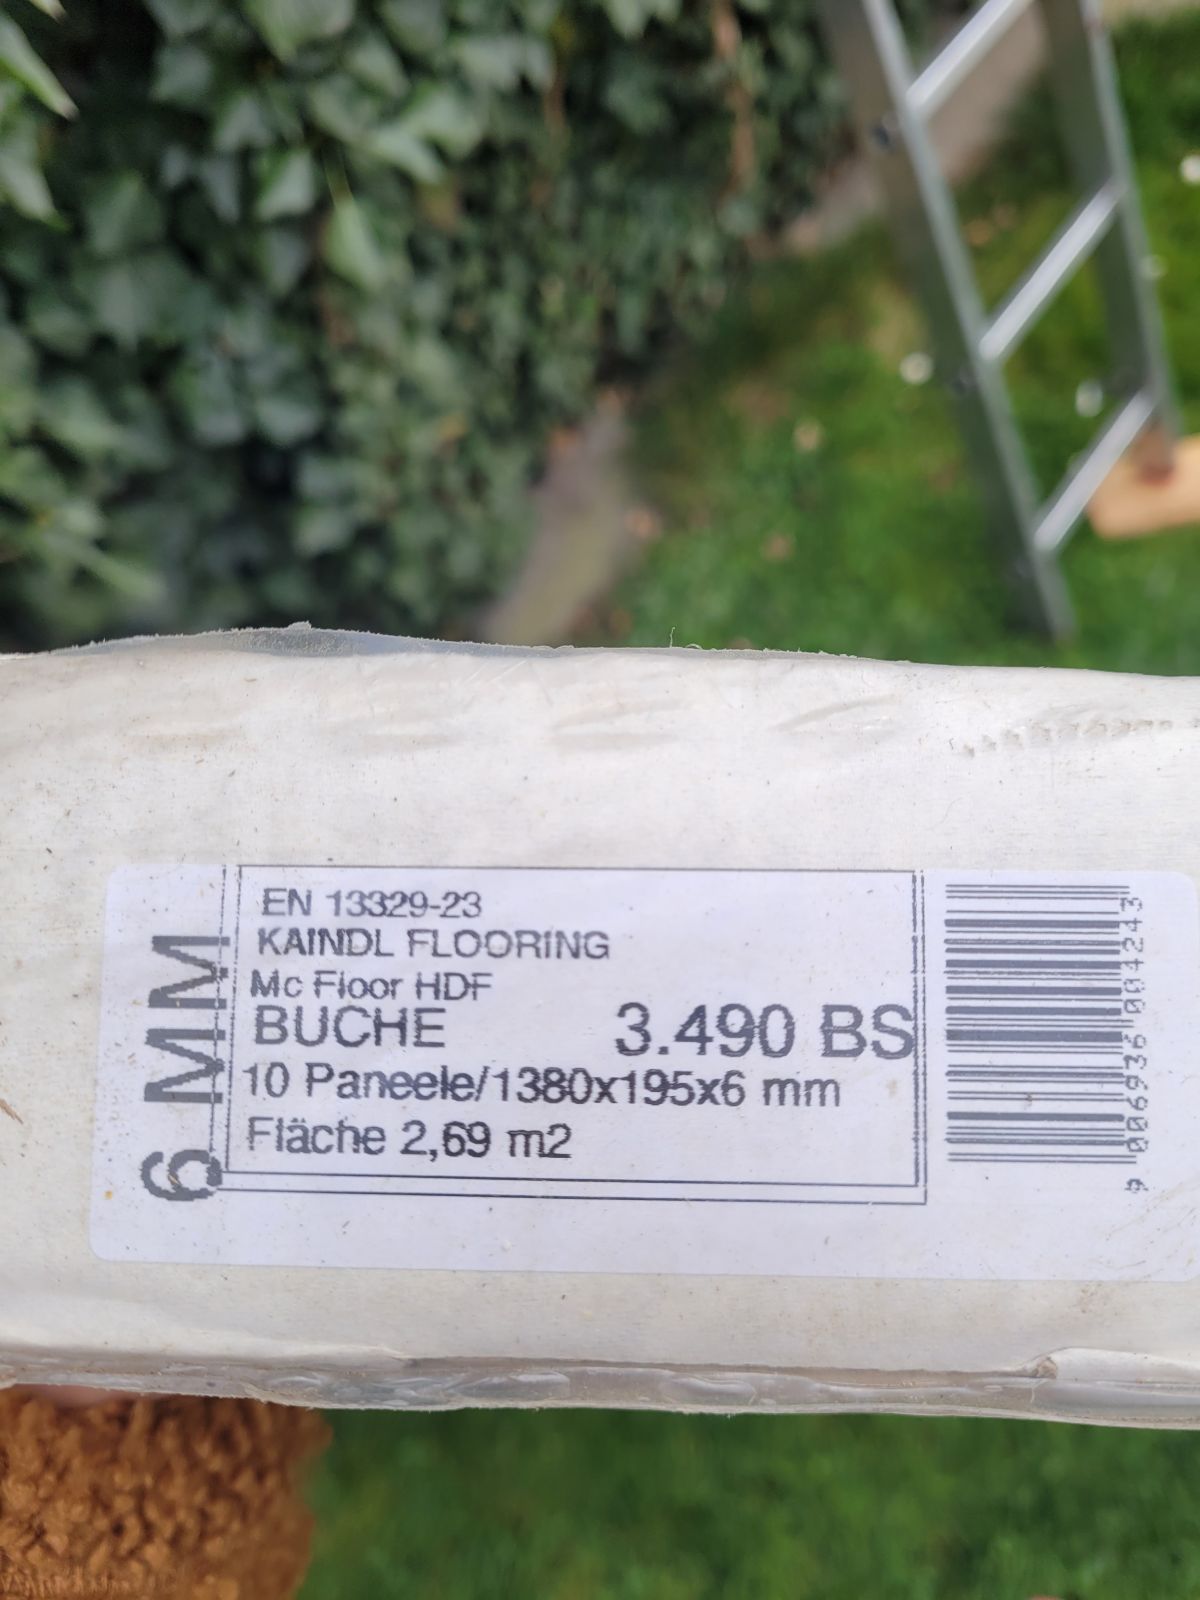 6 MM
EN 13329-23
KAINDL FLOORING
Mc Floor HDF
BUCHE 3.490 BS
10 Paneele/1380x195x6 mm
Fläche 2,69 m2
9 006936 004243